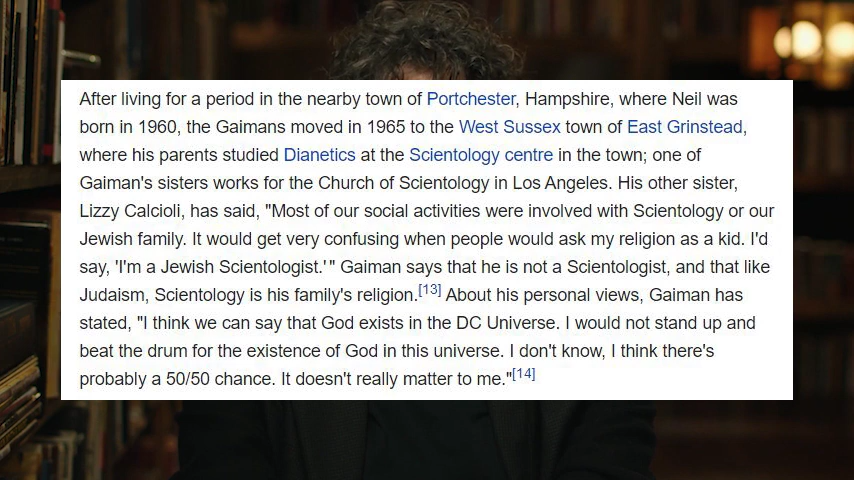 After living for a period in the nearby town of Portchester, Hampshire, where Neil was
born in 1960, the Gaimans moved in 1965 to the West Sussex town of East Grinstead,
where his parents studied Dianetics at the Scientology centre in the town; one of
Gaiman's sisters works for the Church of Scientology in Los Angeles. His other sister,
Lizzy Calcioli, has said, "Most of our social activities were involved with Scientology or our
Jewish family. It would get very confusing when people would ask my religion as a kid. I'd
say, 'I'm a Jewish Scientologist.'" Gaiman says that he is not a Scientologist, and that like
Judaism, Scientology is his family's religion.[13] About his personal views, Gaiman has
stated, "I think we can say that God exists in the DC Universe. I would not stand up and
beat the drum for the existence of God in this universe. I don't know, I think there's
probably a 50/50 chance. It doesn't really matter to me."[14]